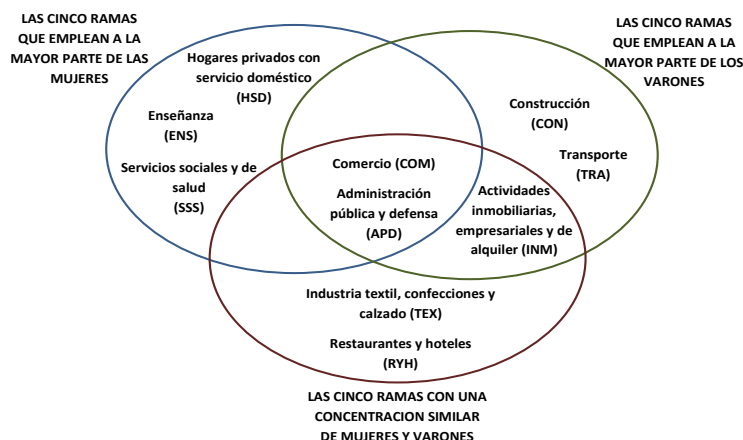 LAS CINCO RAMAS
QUE EMPLEAN A LA
MAYOR PARTE DE LAS
MUJERES
LAS CINCO RAMAS
QUE EMPLEAN A LA
MAYOR PARTE DE LOS
VARONES
Hogares privados con
servicio doméstico
(HSD)
Enseñanza
(ENS)
Servicios sociales y de
salud
(SSS)
Construcción
(CON)
Transporte
(TRA)
Comercio (COM)
Administración
pública y defensa
(APD)
Actividades
inmobiliarias,
empresariales y de
alquiler (INM)
Industria textil, confecciones y
calzado (TEX)
Restaurantes y hoteles
(RYH)
LAS CINCO RAMAS CON UNA
CONCENTRACION SIMILAR
DE MUJERES Y VARONES